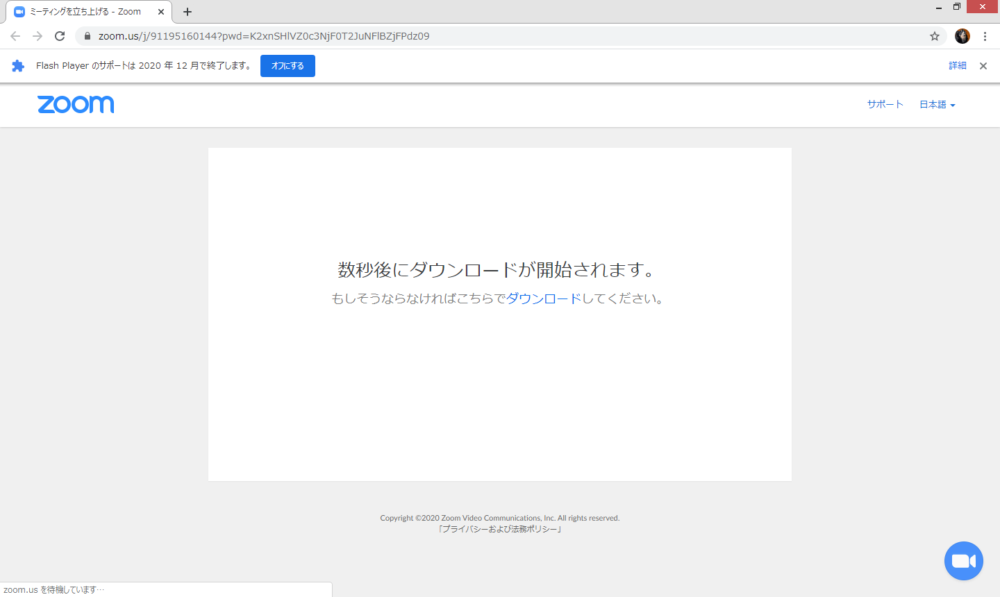 ミーティングを立ち上げる - Zoom
zoom.us/j/91195160144?pwd=K2xnSHlVZ0c3NjF0T2JuNFlBZjFPdz09
Flash Player のサポートは 2020 年 12 月で終了します。 オフにする 詳細
zoom サポート 日本語
数秒後にダウンロードが開始されます。
もしそうならなければこちらでダウンロードしてください。
Copyright ©2020 Zoom Video Communications, Inc. All rights reserved.
「プライバシーおよび法務ポリシー」
zoom.us を待機しています…